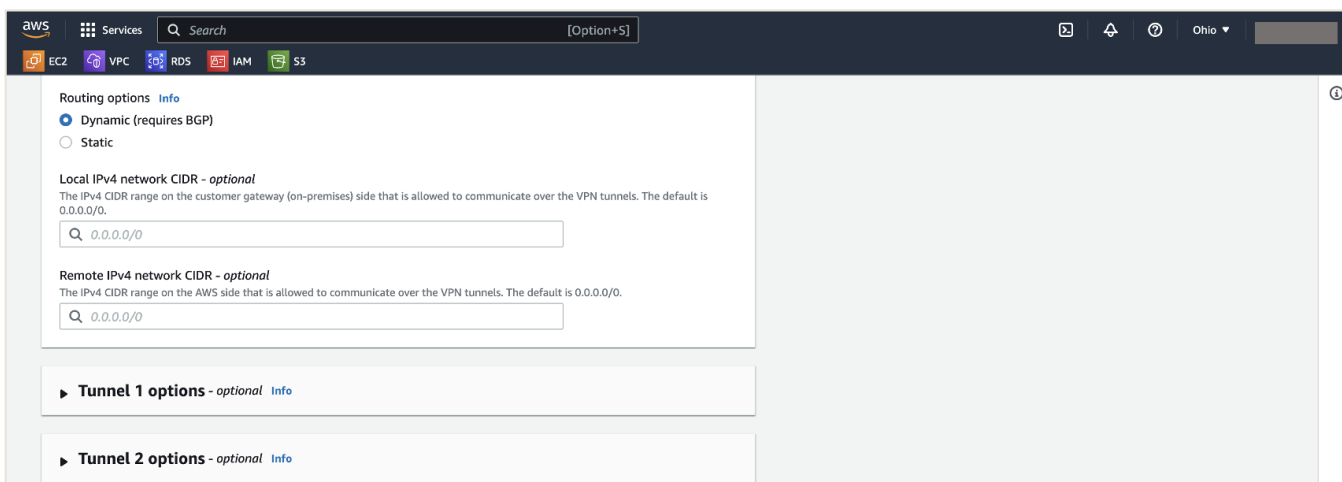 aws Services Search [Option+S] Ohio ▼
EC2 VPC RDS IAM S3
Routing options Info
Dynamic (requires BGP)
Static
Local IPv4 network CIDR - optional
The IPv4 CIDR range on the customer gateway (on-premises) side that is allowed to communicate over the VPN tunnels. The default is
0.0.0.0/0.
0.0.0.0/0
Remote IPv4 network CIDR - optional
The IPv4 CIDR range on the AWS side that is allowed to communicate over the VPN tunnels. The default is 0.0.0.0/0.
0.0.0.0/0
Tunnel 1 options - optional Info
Tunnel 2 options - optional Info